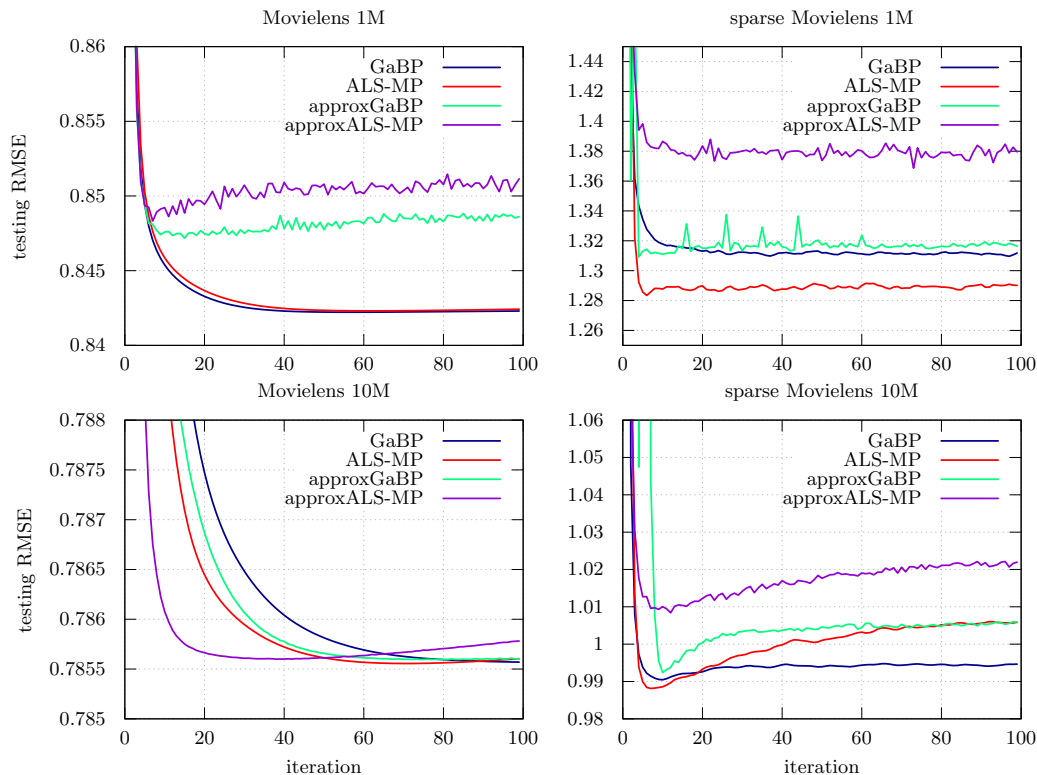 Movielens 1M
testing RMSE
0.86
0.855
0.85
0.845
0.84
0
20
40
60
80
100
GaBP
ALS-MP
approxGaBP
approxALS-MP
sparse Movielens 1M
1.44
1.42
1.4
1.38
1.36
1.34
1.32
1.3
1.28
1.26
0
20
40
60
80
100
GaBP
ALS-MP
approxGaBP
approxALS-MP
Movielens 10M
testing RMSE
0.788
0.7875
0.787
0.7865
0.786
0.7855
0.785
0
20
40
60
80
100
iteration
GaBP
ALS-MP
approxGaBP
approxALS-MP
sparse Movielens 10M
1.06
1.05
1.04
1.03
1.02
1.01
1
0.99
0.98
0
20
40
60
80
100
iteration
GaBP
ALS-MP
approxGaBP
approxALS-MP